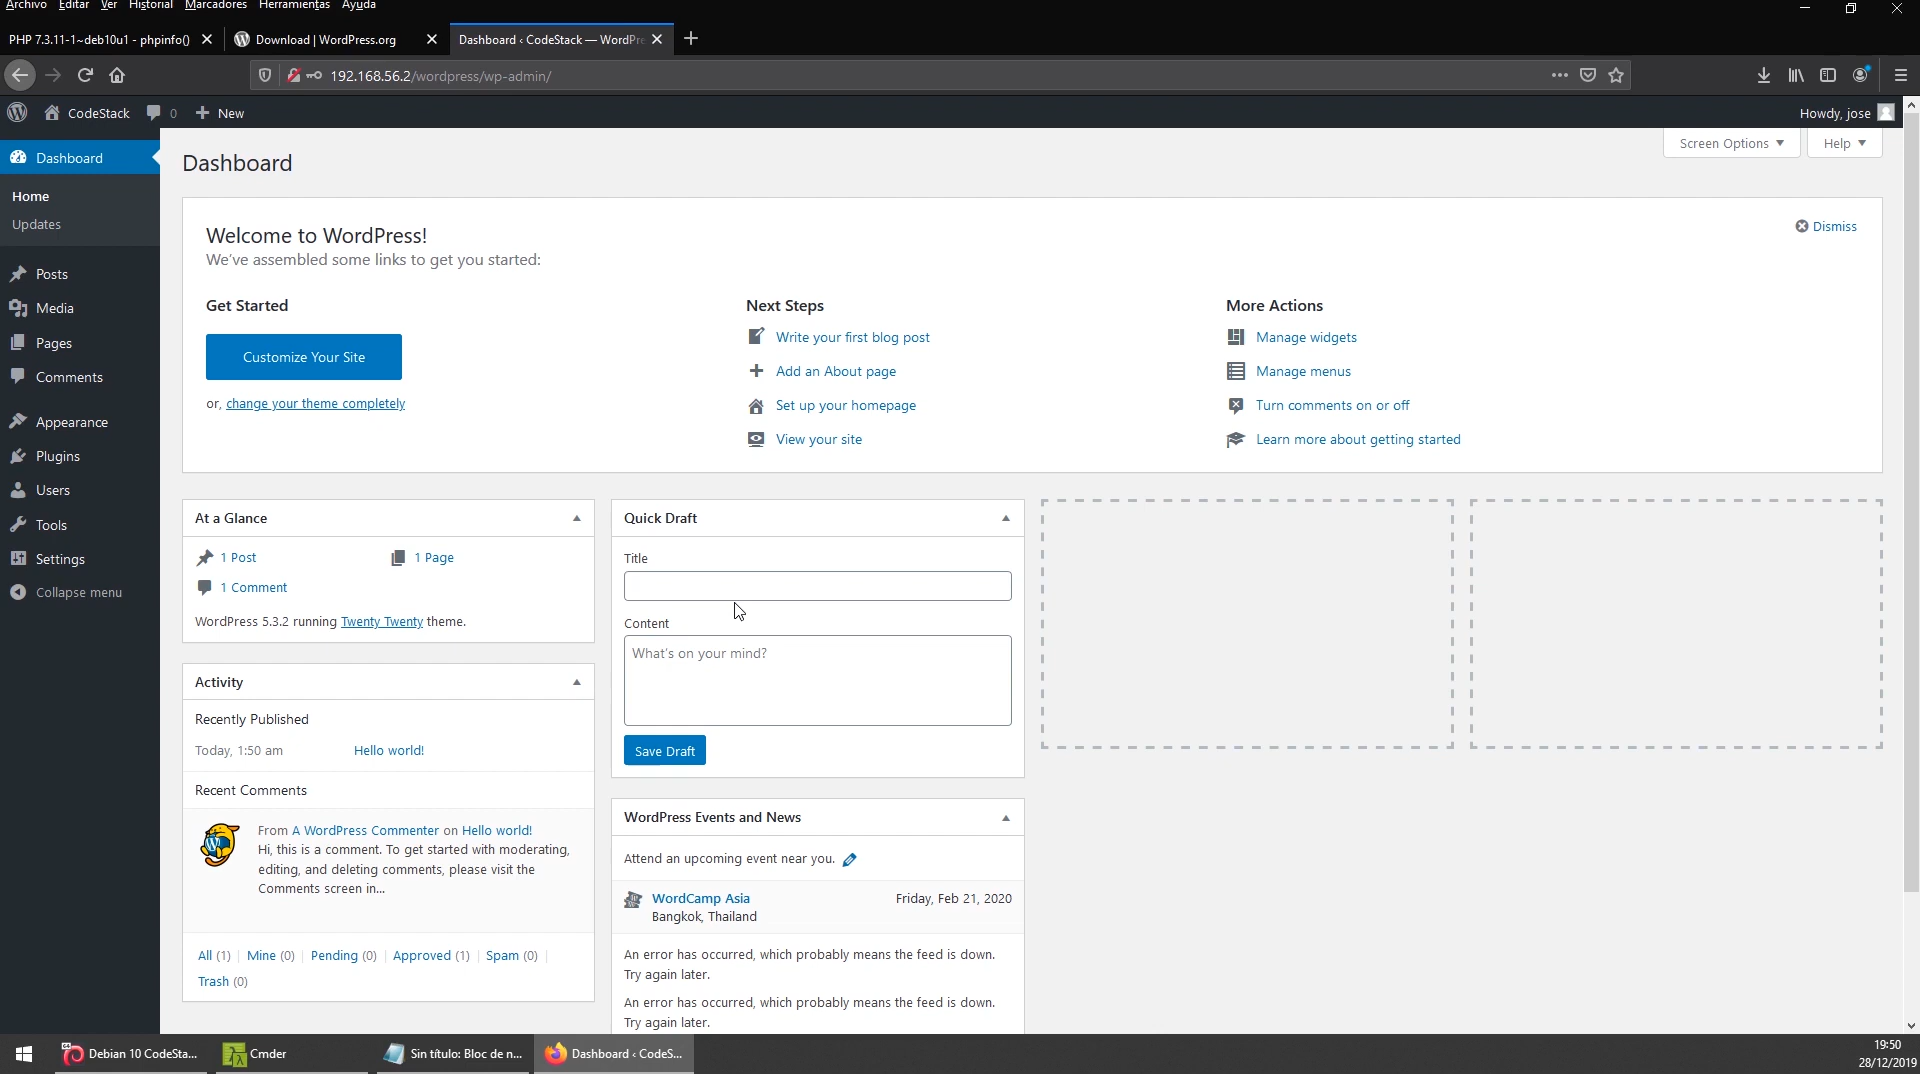 Archivo Editar Ver Historial Marcadores Herramientas Ayuda
PHP 7.3.11-1~deb10u1 - phpinfo()
Download | WordPress.org
Dashboard ‹ CodeStack — WordPr
192.168.56.2/wordpress/wp-admin/
CodeStack 0 New
Howdy, jose
Dashboard
Home
Updates
Posts
Media
Pages
Comments
Appearance
Plugins
Users
Tools
Settings
Collapse menu
Dashboard
Screen Options
Help
Welcome to WordPress!
Dismiss
We've assembled some links to get you started:
Get Started
Customize Your Site
or, change your theme completely
Next Steps
Write your first blog post
Add an About page
Set up your homepage
View your site
More Actions
Manage widgets
Manage menus
Turn comments on or off
Learn more about getting started
At a Glance
1 Post
1 Page
1 Comment
WordPress 5.3.2 running Twenty Twenty theme.
Activity
Recently Published
Today, 1:50 am Hello world!
Recent Comments
From A WordPress Commenter on Hello world!
Hi, this is a comment. To get started with moderating,
editing, and deleting comments, please visit the
Comments screen in...
All (1) | Mine (0) | Pending (0) | Approved (1) | Spam (0) |
Trash (0)
Quick Draft
Title
Content
What's on your mind?
Save Draft
WordPress Events and News
Attend an upcoming event near you.
WordCamp Asia Friday, Feb 21, 2020
Bangkok, Thailand
An error has occurred, which probably means the feed is down.
Try again later.
An error has occurred, which probably means the feed is down.
Try again later.
64
Debian 10 CodeSta...
Cmder
Sin título: Bloc de n...
Dashboard ‹ CodeS...
19:50
28/12/2019